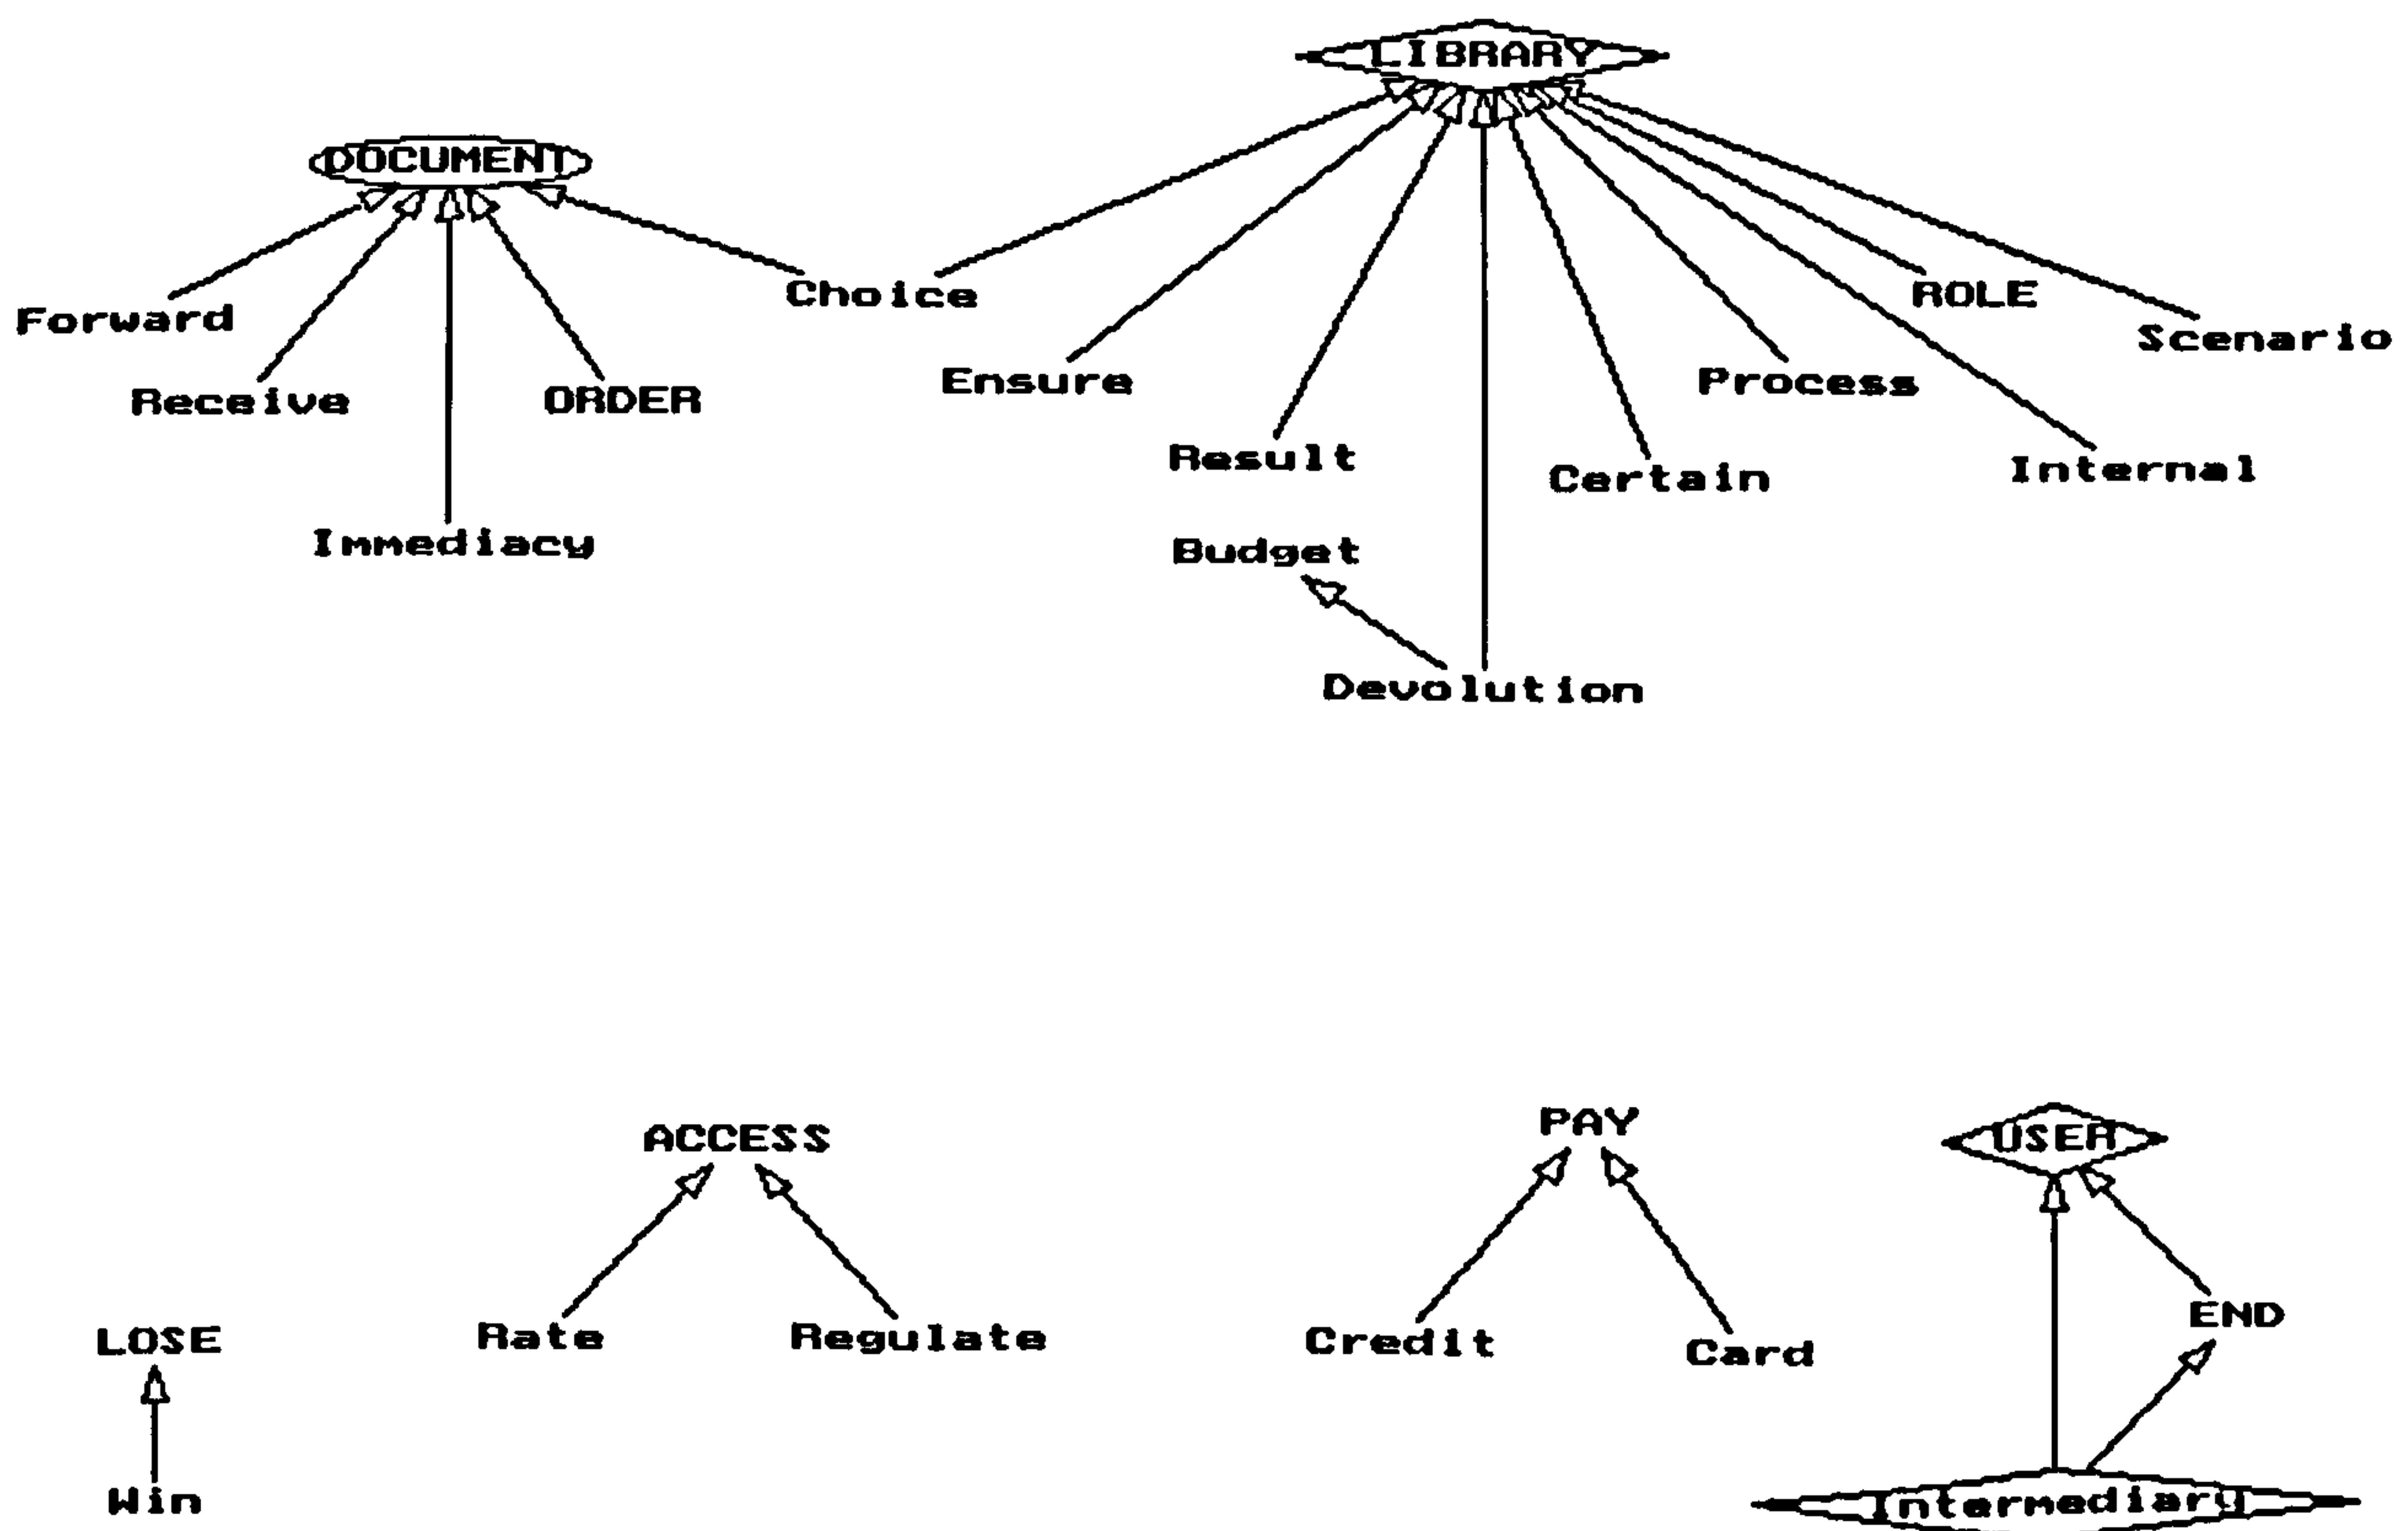 LIBRARY
DOCUMENT
Forward
Choice
ROLE
Scenario
Receive
ORDER
Ensure
Process
Result
Certain
Internal
Immediacy
Budget
Devolution
ACCESS
PAY
USER
LOSE
Rate
Regulate
Credit
Card
END
Win
Intermediary